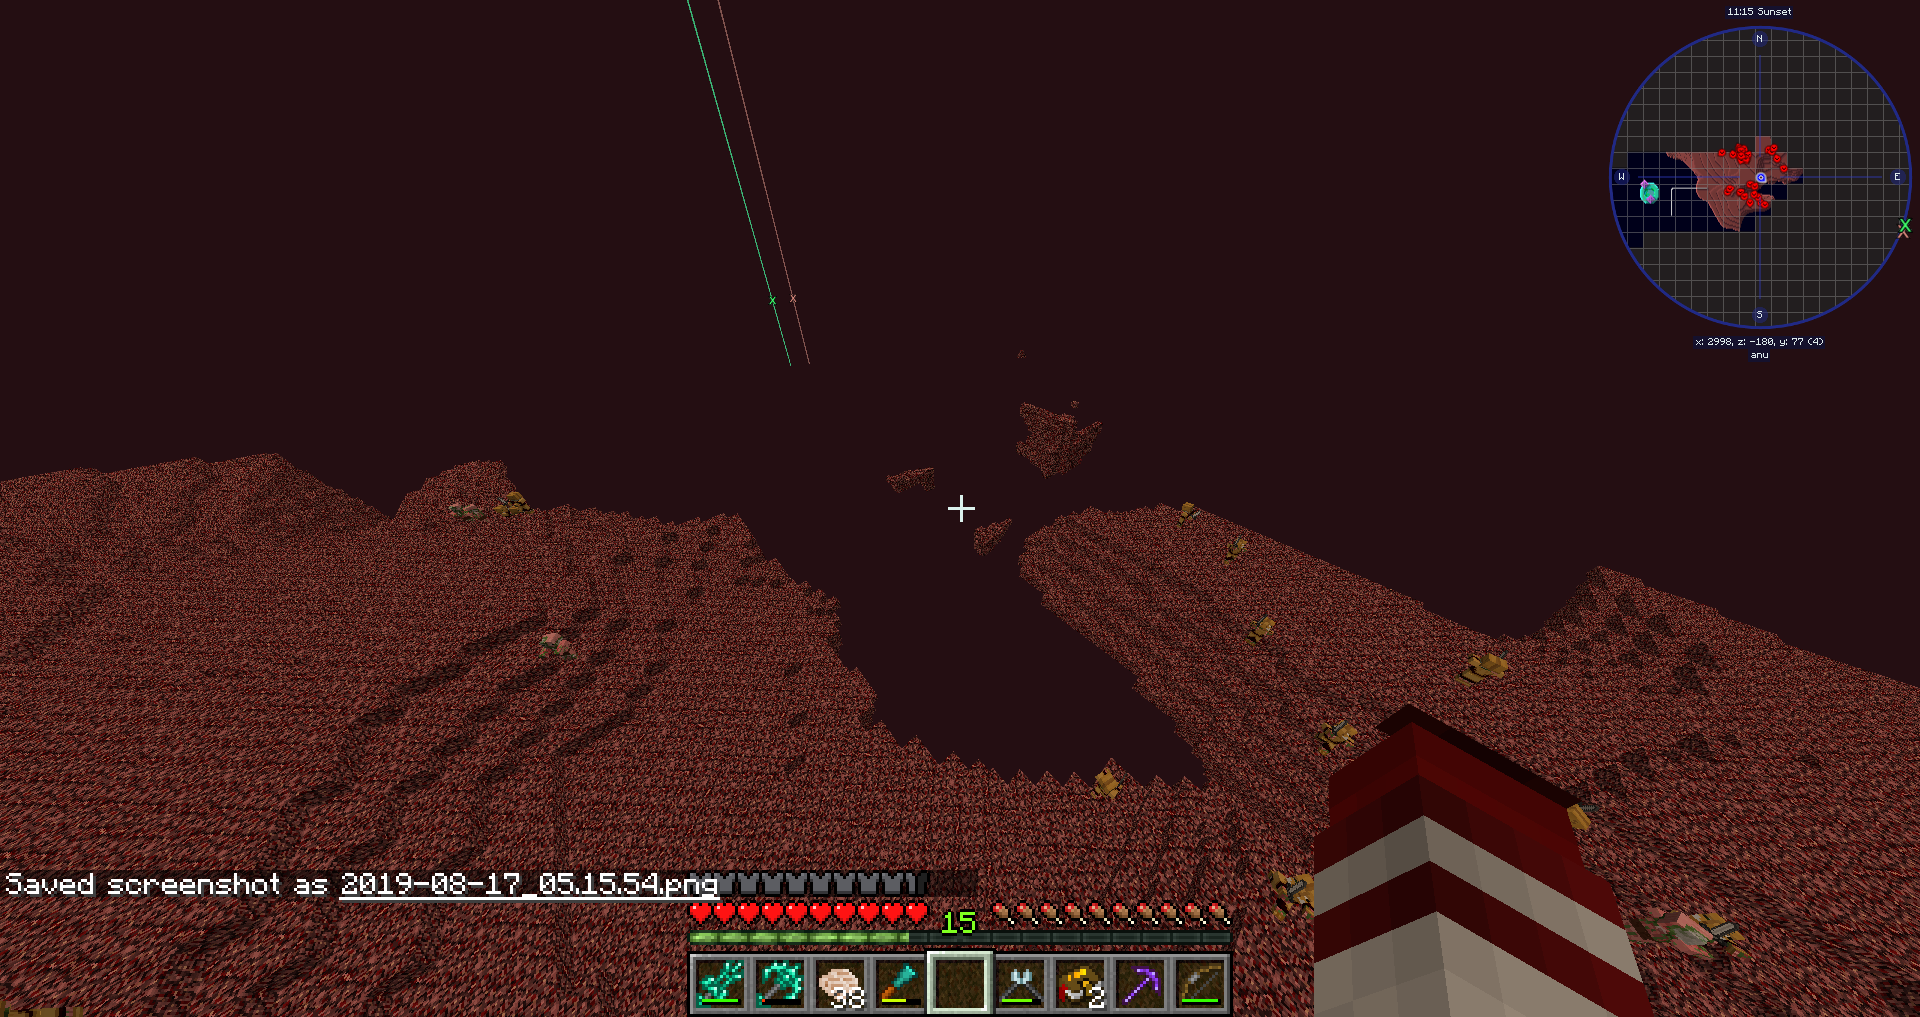 11:15 Sunset
N
W
E
X
X
S
x: 2998, z: -180, y: 77 (4)
anu
x
x
Saved screenshot as 2019-08-17_05.15.54.png
15
38
2